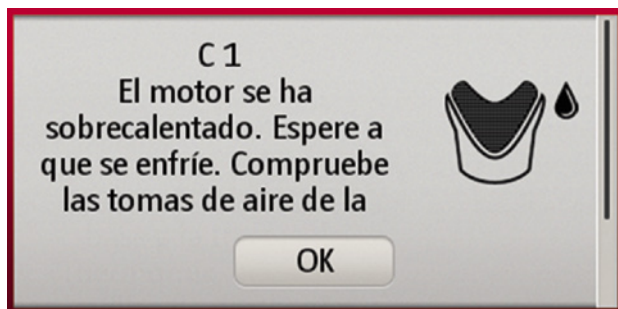 C 1
El motor se ha
sobrecalentado. Espere a
que se enfríe. Compruebe
las tomas de aire de la
OK